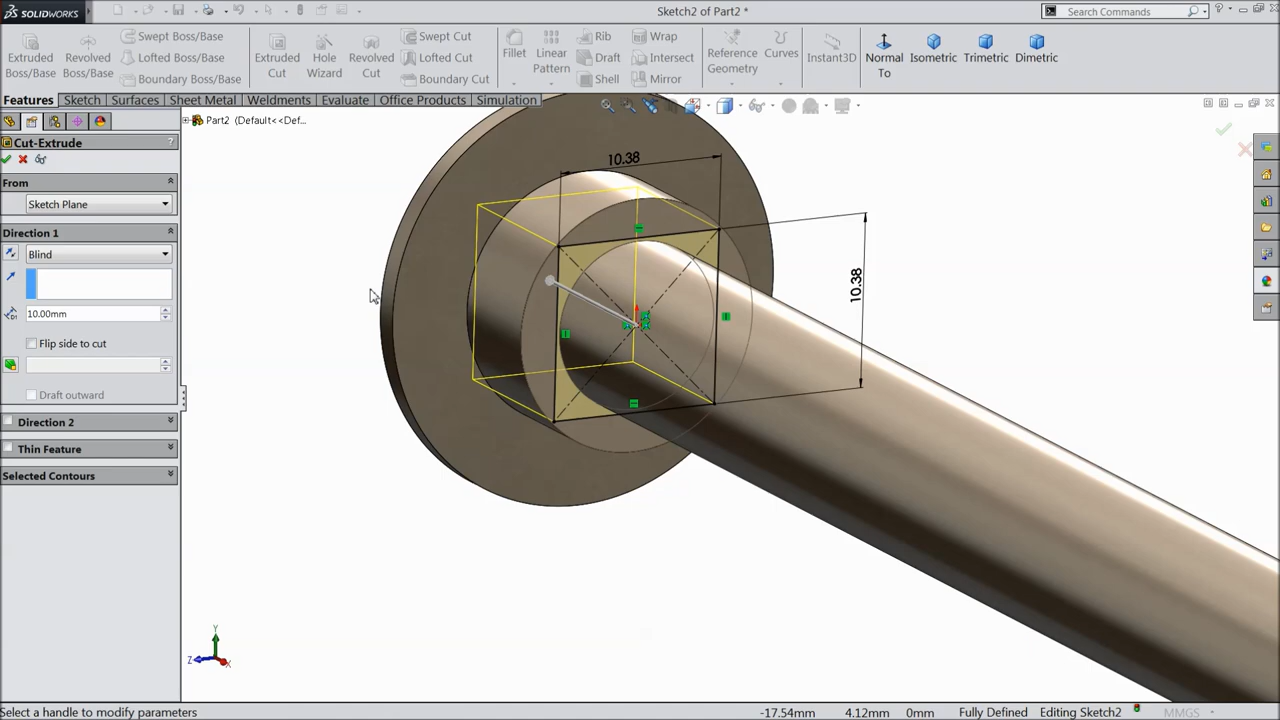 SOLIDWORKS
Sketch2 of Part2 *
Search Commands
Extruded Boss/Base
Revolved Boss/Base
Swept Boss/Base
Lofted Boss/Base
Boundary Boss/Base
Extruded Cut
Hole Wizard
Revolved Cut
Swept Cut
Lofted Cut
Boundary Cut
Fillet
Linear Pattern
Rib
Draft
Shell
Wrap
Intersect
Mirror
Reference Geometry
Curves
Instant3D
Normal To
Isometric
Trimetric
Dimetric
Features
Sketch
Surfaces
Sheet Metal
Weldments
Evaluate
Office Products
Simulation
Part2 (Default<<Def...
Cut-Extrude
?
From
Sketch Plane
Direction 1
Blind
10.00mm
Flip side to cut
Draft outward
Direction 2
Thin Feature
Selected Contours
10.38
10.38
Y
Z
X
Select a handle to modify parameters
-17.54mm
4.12mm
0mm
Fully Defined
Editing Sketch2
MMGS